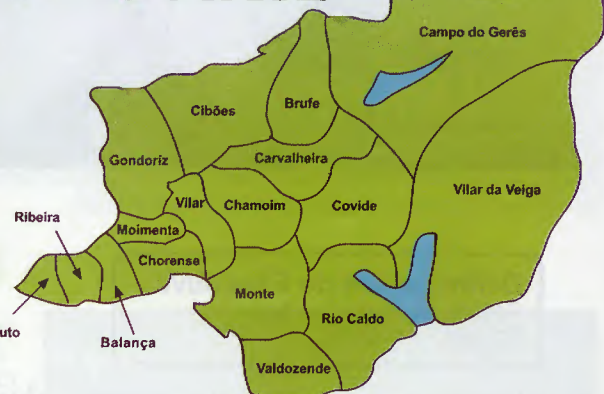 Campo do Gerês
Brufe
Cibões
Carvalheira
Gondoriz
Vilar da Veiga
Vilar
Chamoim
Covide
Ribeira
Moimenta
Chorense
Monte
Rio Caldo
uto
Balança
Valdozende